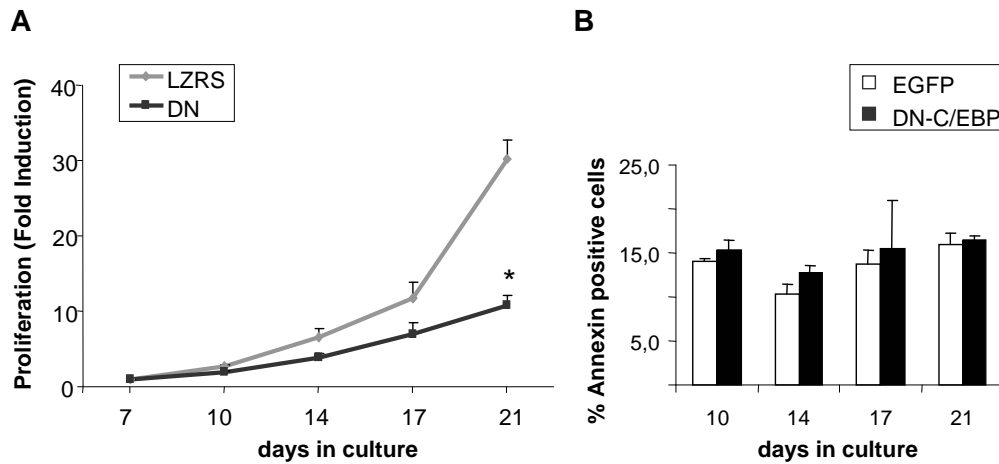 A
LZRS
DN
Proliferation (Fold Induction)
40
30
20
10
0
*
7 10 14 17 21
days in culture
B
EGFP
DN-C/EBP
% Annexin positive cells
25,0
15,0
5,0
10 14 17 21
days in culture